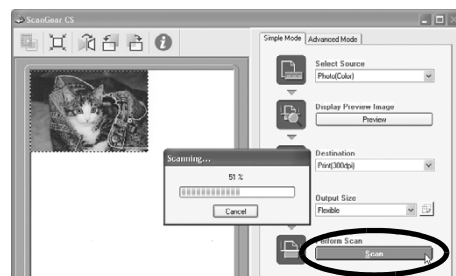 ScanGear CS
Simple Mode
Advanced Mode
Select Source
Photo(Color)
Display Preview Image
Preview
Destination
Print(300dpi)
Output Size
Flexible
Perform Scan
Scan
Scanning...
51 %
Cancel